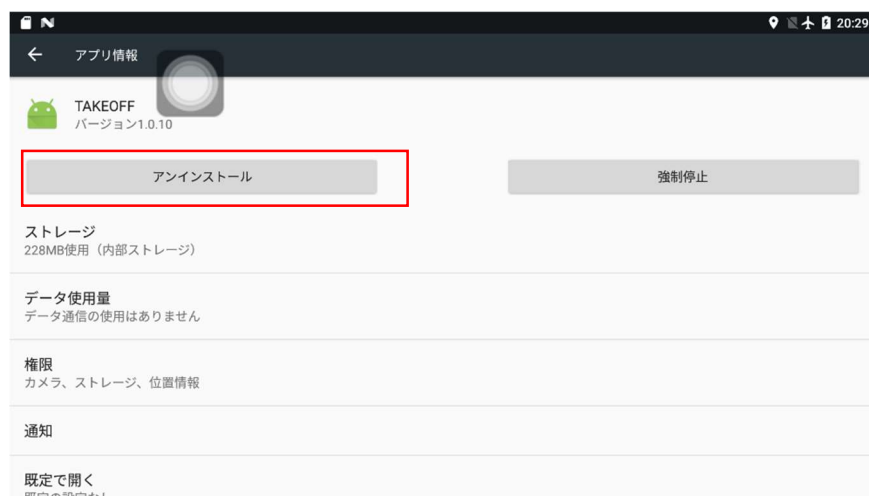 20:29
アプリ情報
TAKEOFF
バージョン1.0.10
アンインストール
強制停止
ストレージ
228MB使用（内部ストレージ）
データ使用量
データ通信の使用はありません
権限
カメラ、ストレージ、位置情報
通知
既定で開く